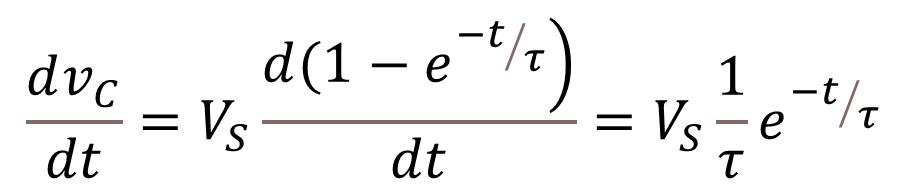 dv_C/dt = V_S d(1 − e^(−t/τ))/dt = V_S 1/τ e^(−t/τ)